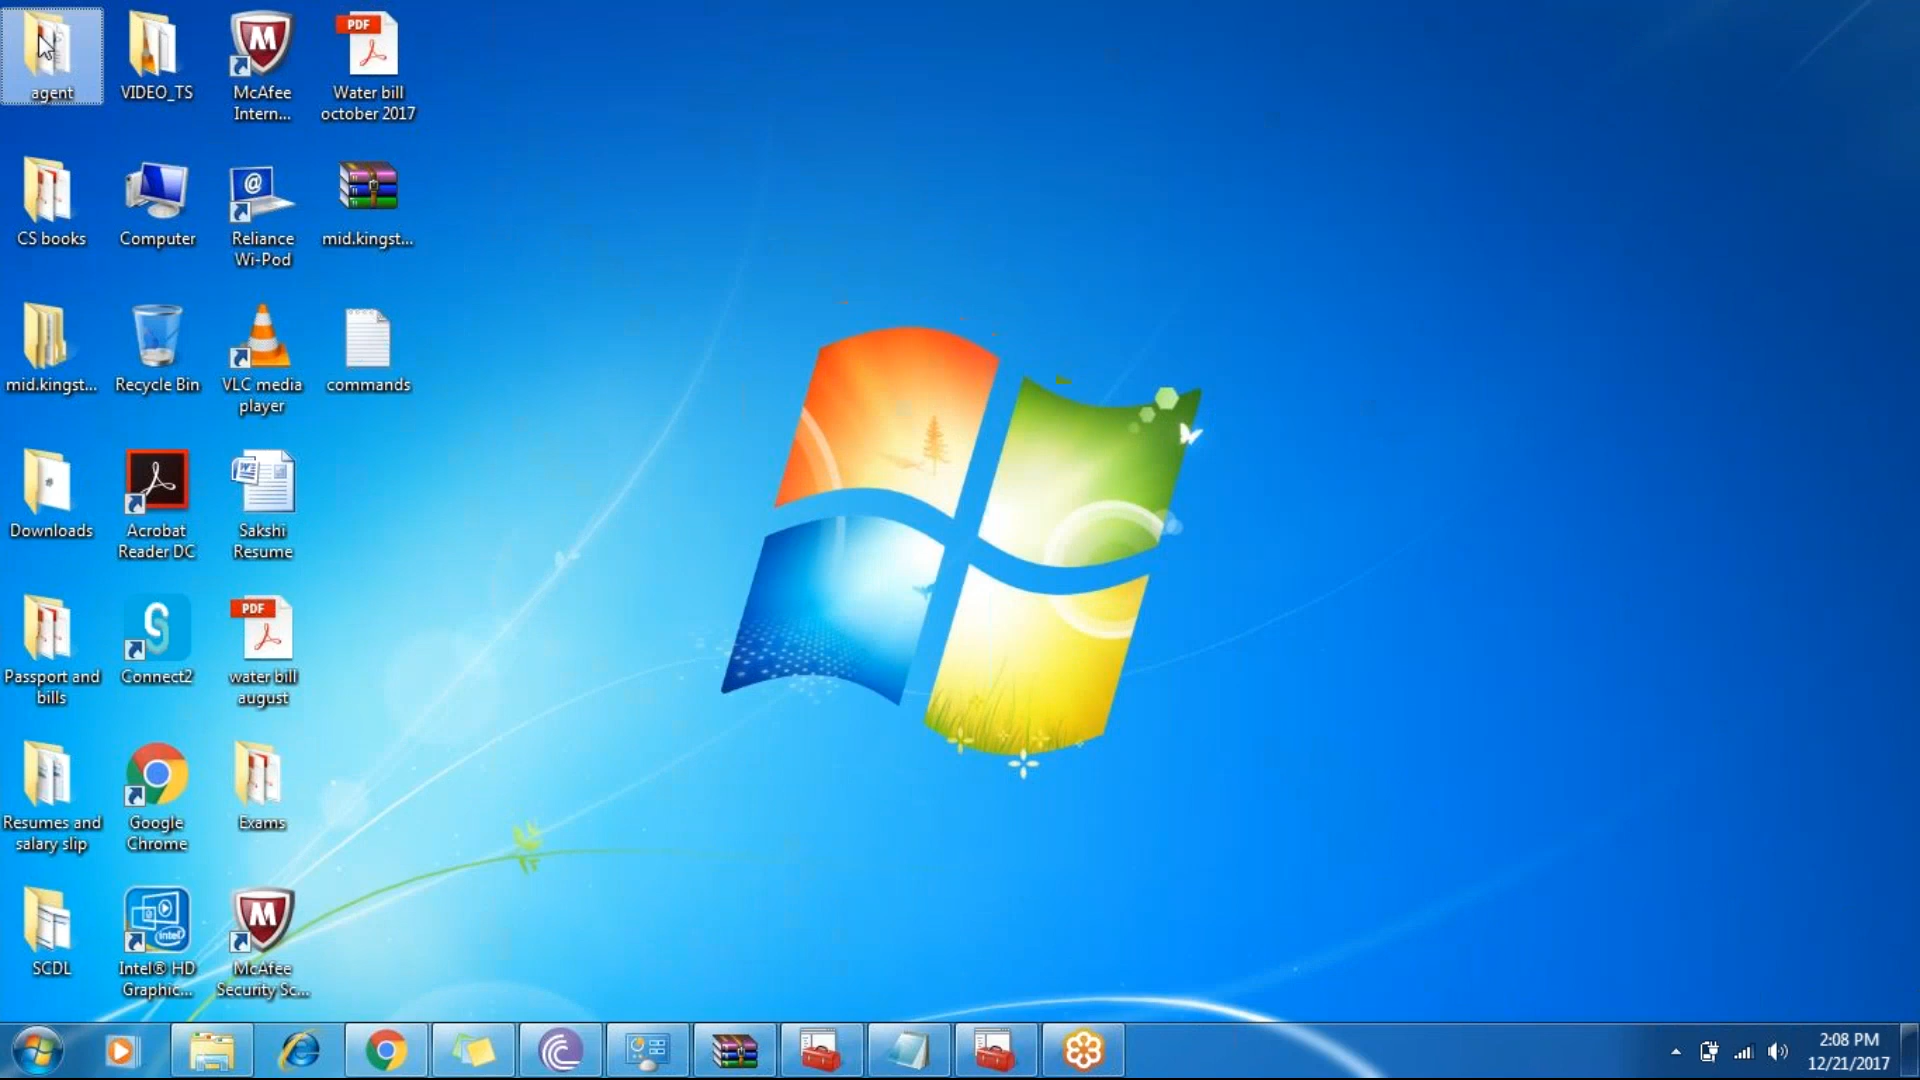 agent
VIDEO_TS
McAfee
Intern...
PDF
Water bill
october 2017
CS books
Computer
@
Reliance
Wi-Pod
mid.kingst...
mid.kingst...
Recycle Bin
VLC media
player
commands
Downloads
Acrobat
Reader DC
Sakshi
Resume
Passport and
bills
Connect2
PDF
water bill
august
Resumes and
salary slip
Google
Chrome
Exams
SCDL
intel
Intel® HD
Graphic...
McAfee
Security Sc...
2:08 PM
12/21/2017